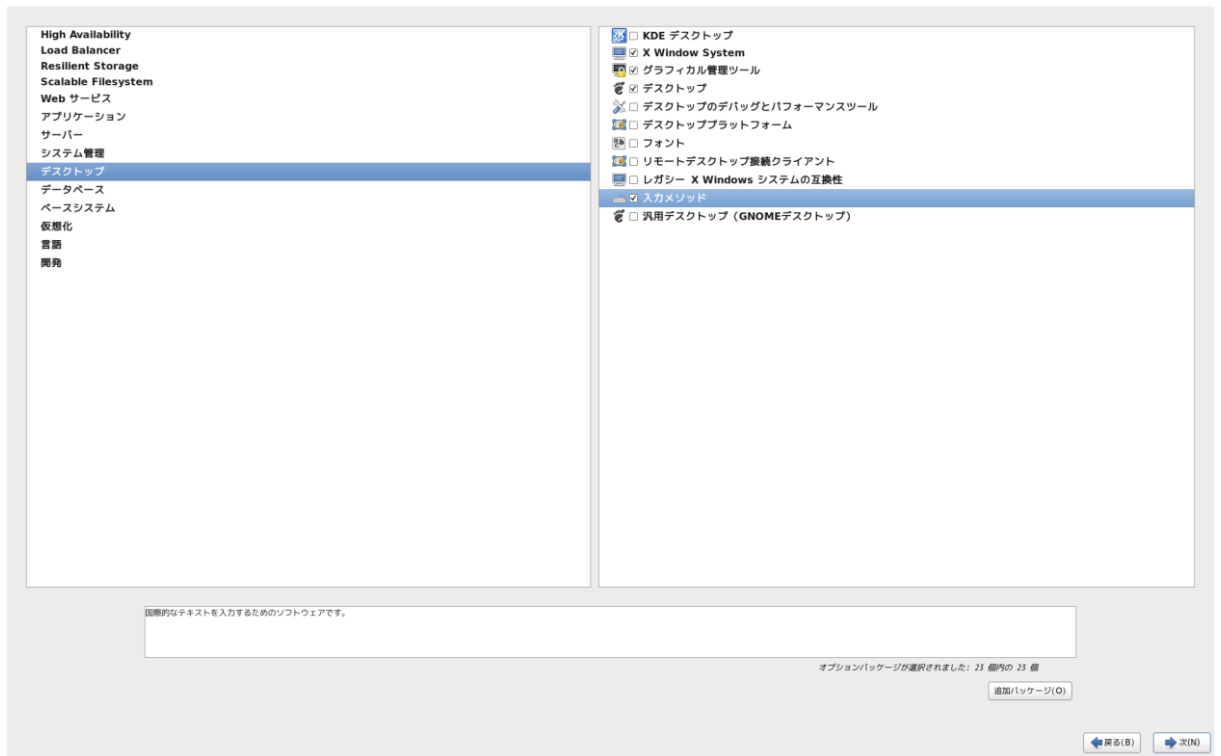 High Availability
Load Balancer
Resilient Storage
Scalable Filesystem
Web サービス
アプリケーション
サーバー
システム管理
デスクトップ
データベース
ベースシステム
仮想化
言語
開発
KDE デスクトップ
X Window System
グラフィカル管理ツール
デスクトップ
デスクトップのデバッグとパフォーマンスツール
デスクトッププラットフォーム
フォント
リモートデスクトップ接続クライアント
レガシー X Windows システムの互換性
入力メソッド
汎用デスクトップ（GNOMEデスクトップ）
国際的なテキストを入力するためのソフトウェアです。
オプションパッケージが選択されました: 23 個内の 23 個
追加パッケージ(O)
戻る(B)
次(N)